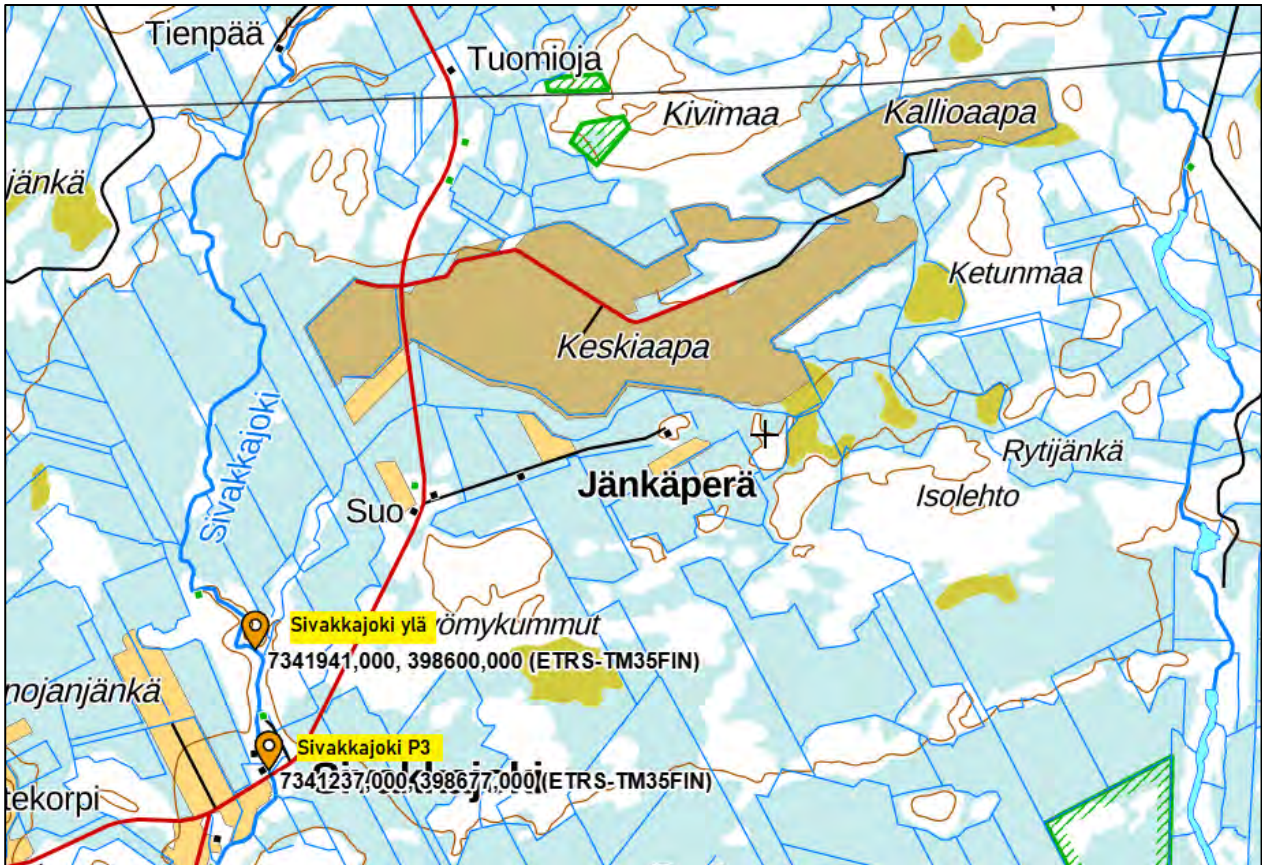 Tienpää
Tuomioja
Kivimaa
Kallioaapa
jänkä
Ketunmaa
Keskiaapa
Sivakkajoki
Rytijänkä
Jänkäperä
Isolehto
Suo
Sivakkajoki ylä
ömykummut
7341941,000, 398600,000 (ETRS-TM35FIN)
nojanjänkä
Sivakkajoki P3
7341237,000, 398677,000 (ETRS-TM35FIN)
Sivakkajoki
tekorpi